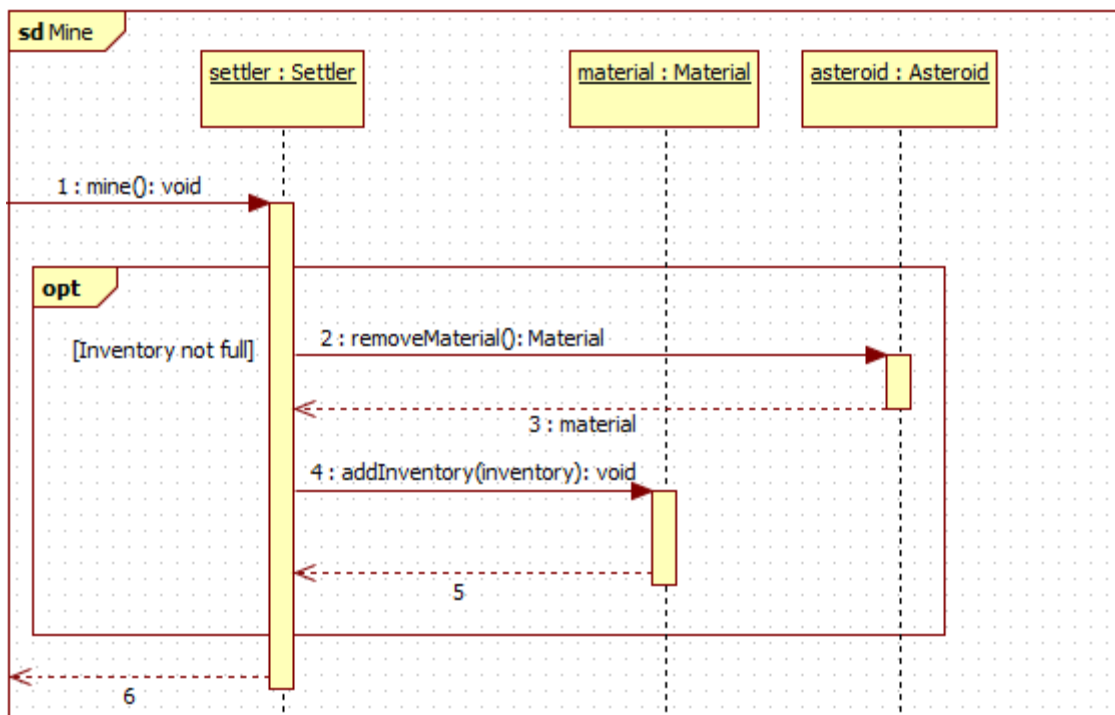 sd Mine
settler : Settler
material : Material
asteroid : Asteroid
1 : mine(): void
opt
[Inventory not full]
2 : removeMaterial(): Material
3 : material
4 : addInventory(inventory): void
5
6